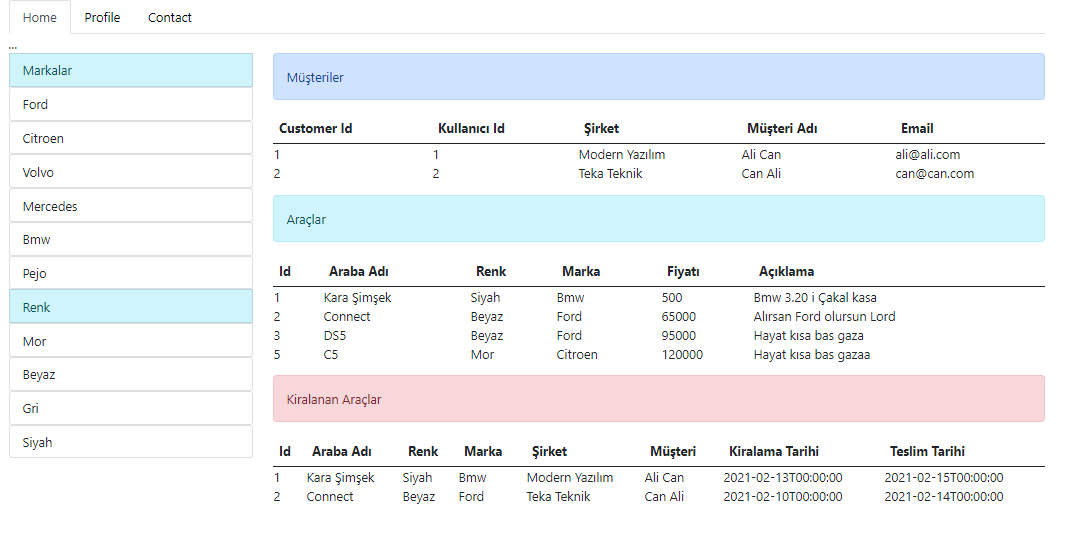 Home Profile Contact
...
Markalar
Ford
Citroen
Volvo
Mercedes
Bmw
Pejo
Renk
Mor
Beyaz
Gri
Siyah
Müşteriler
Customer Id Kullanıcı Id Şirket Müşteri Adı Email
1 1 Modern Yazılım Ali Can ali@ali.com
2 2 Teka Teknik Can Ali can@can.com
Araçlar
Id Araba Adı Renk Marka Fiyatı Açıklama
1 Kara Şimşek Siyah Bmw 500 Bmw 3.20 i Çakal kasa
2 Connect Beyaz Ford 65000 Alırsan Ford olursun Lord
3 DS5 Beyaz Ford 95000 Hayat kısa bas gaza
5 C5 Mor Citroen 120000 Hayat kısa bas gazaa
Kiralanan Araçlar
Id Araba Adı Renk Marka Şirket Müşteri Kiralama Tarihi Teslim Tarihi
1 Kara Şimşek Siyah Bmw Modern Yazılım Ali Can 2021-02-13T00:00:00 2021-02-15T00:00:00
2 Connect Beyaz Ford Teka Teknik Can Ali 2021-02-10T00:00:00 2021-02-14T00:00:00